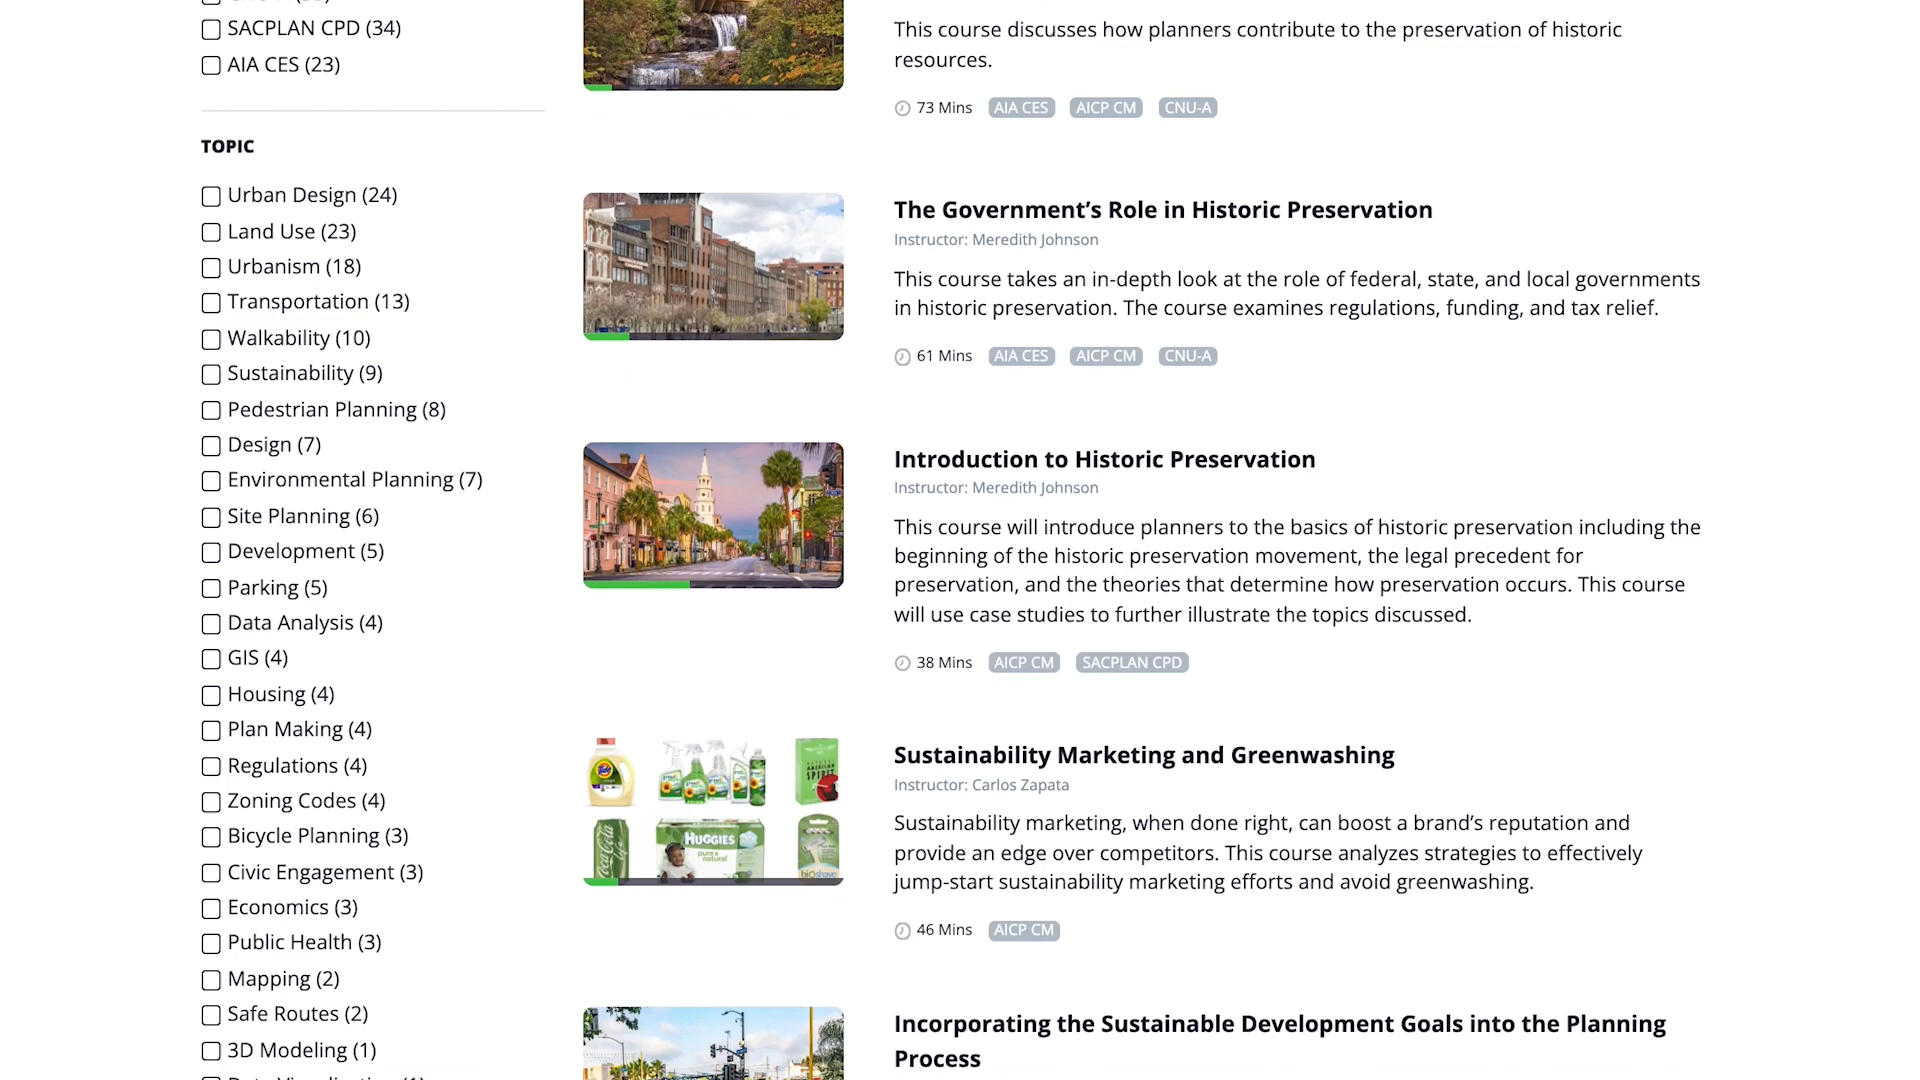 SACPLAN CPD (34)
AIA CES (23)
TOPIC
Urban Design (24)
Land Use (23)
Urbanism (18)
Transportation (13)
Walkability (10)
Sustainability (9)
Pedestrian Planning (8)
Design (7)
Environmental Planning (7)
Site Planning (6)
Development (5)
Parking (5)
Data Analysis (4)
GIS (4)
Housing (4)
Plan Making (4)
Regulations (4)
Zoning Codes (4)
Bicycle Planning (3)
Civic Engagement (3)
Economics (3)
Public Health (3)
Mapping (2)
Safe Routes (2)
3D Modeling (1)
This course discusses how planners contribute to the preservation of historic
resources.
73 Mins AIA CES AICP CM CNU-A
The Government’s Role in Historic Preservation
Instructor: Meredith Johnson
This course takes an in-depth look at the role of federal, state, and local governments
in historic preservation. The course examines regulations, funding, and tax relief.
61 Mins AIA CES AICP CM CNU-A
Introduction to Historic Preservation
Instructor: Meredith Johnson
This course will introduce planners to the basics of historic preservation including the
beginning of the historic preservation movement, the legal precedent for
preservation, and the theories that determine how preservation occurs. This course
will use case studies to further illustrate the topics discussed.
38 Mins AICP CM SACPLAN CPD
Tide
AMERICAN
SPIRIT
Coca-Cola
Life
HUGGIES
pure &
natural
Sustainability Marketing and Greenwashing
Instructor: Carlos Zapata
Sustainability marketing, when done right, can boost a brand’s reputation and
provide an edge over competitors. This course analyzes strategies to effectively
jump-start sustainability marketing efforts and avoid greenwashing.
46 Mins AICP CM
Incorporating the Sustainable Development Goals into the Planning
Process